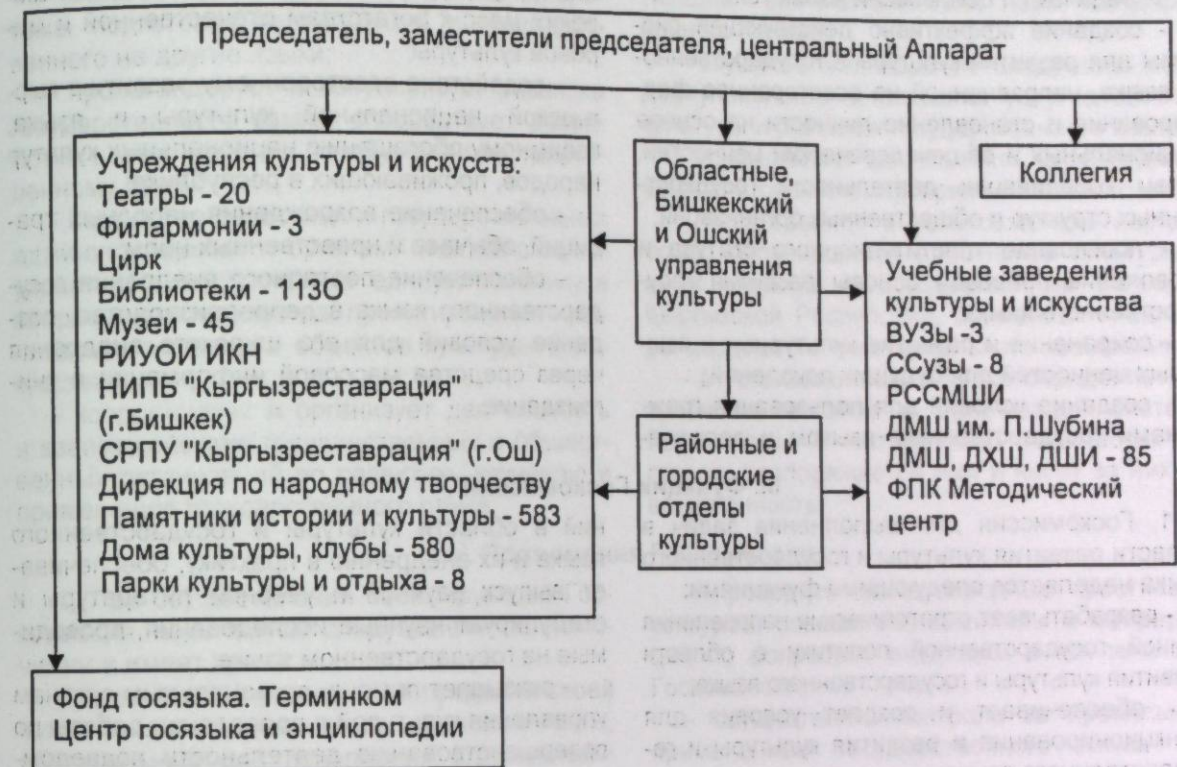 Председатель, заместители председателя, центральный Аппарат
Учреждения культуры и искусств:
Театры - 20
Филармонии - 3
Цирк
Библиотеки - 113О
Музеи - 45
РИУОИ ИКН
НИПБ "Кыргызреставрация"
(г.Бишкек)
СРПУ "Кыргызреставрация" (г.Ош)
Дирекция по народному творчеству
Памятники истории и культуры - 583
Дома культуры, клубы - 580
Парки культуры и отдыха - 8
Областные,
Бишкекский
и Ошский
управления
культуры
Районные и
городские
отделы
культуры
Коллегия
Учебные заведения
культуры и искусства
ВУЗы -3
ССузы - 8
РССМШИ
ДМШ им. П.Шубина
ДМШ, ДХШ, ДШИ - 85
ФПК Методический
центр
Фонд госязыка. Терминком
Центр госязыка и энциклопедии